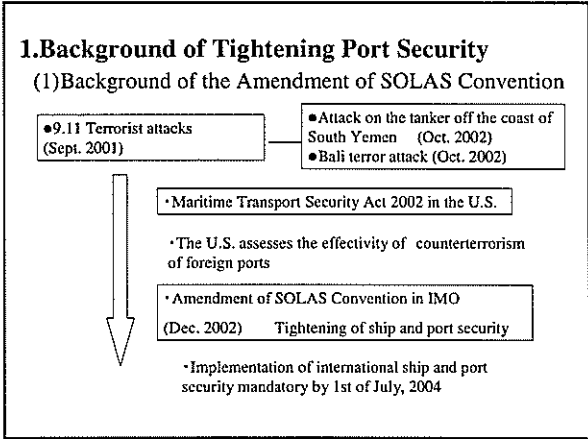 1.Background of Tightening Port Security
(1)Background of the Amendment of SOLAS Convention
●9.11 Terrorist attacks
(Sept. 2001)
●Attack on the tanker off the coast of
South Yemen (Oct. 2002)
●Bali terror attack (Oct. 2002)
・Maritime Transport Security Act 2002 in the U.S.
・The U.S. assesses the effectivity of counterterrorism
of foreign ports
・Amendment of SOLAS Convention in IMO
(Dec. 2002) Tightening of ship and port security
・Implementation of international ship and port
security mandatory by 1st of July, 2004